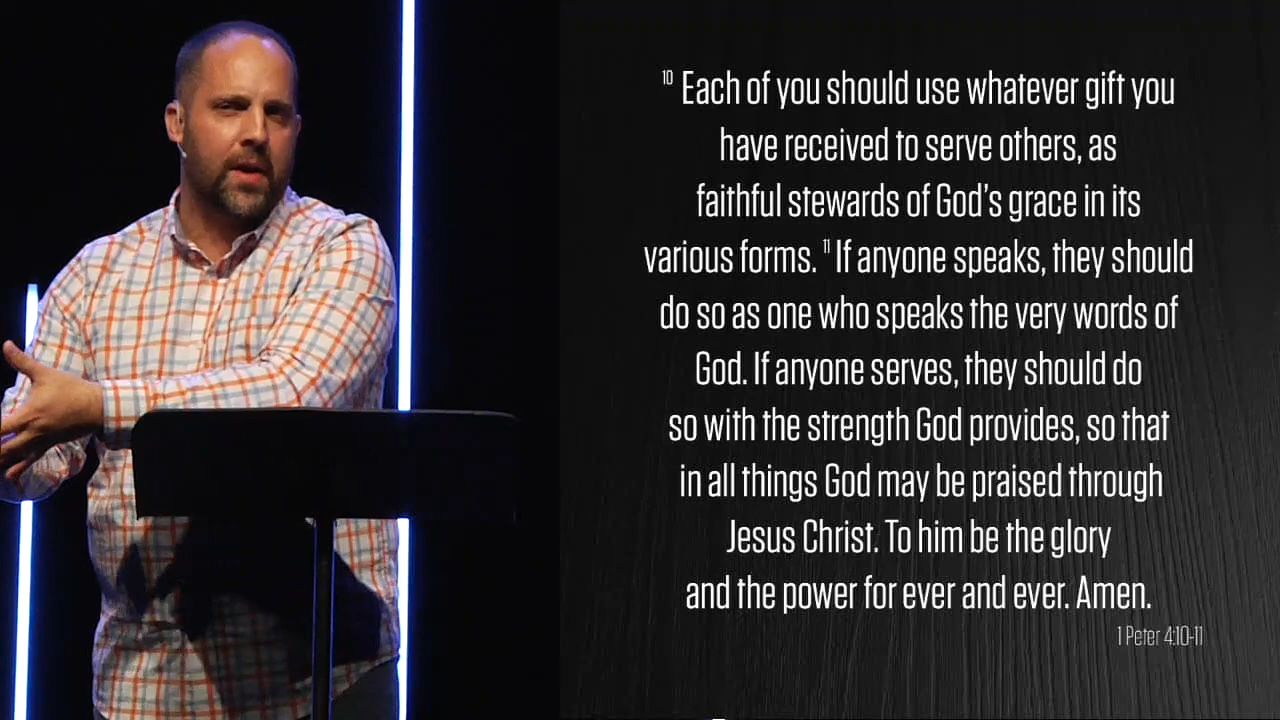 10 Each of you should use whatever gift you
have received to serve others, as
faithful stewards of God’s grace in its
various forms. 11 If anyone speaks, they should
do so as one who speaks the very words of
God. If anyone serves, they should do
so with the strength God provides, so that
in all things God may be praised through
Jesus Christ. To him be the glory
and the power for ever and ever. Amen.
1 Peter 4:10-11